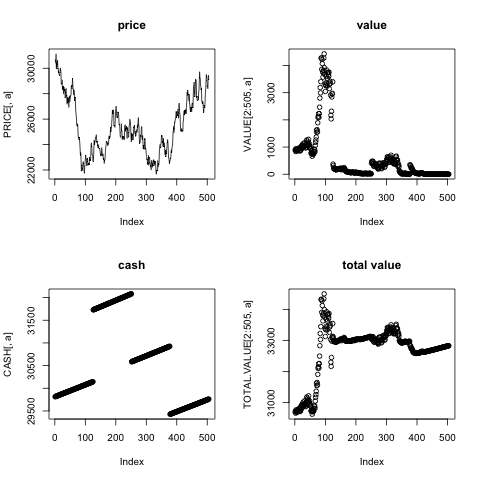 price
PRICE[, a]
30000
26000
22000
0 100 200 300 400 500
Index
value
VALUE[2:505, a]
3000
1000
0
0 100 200 300 400 500
Index
cash
CASH[, a]
31500
30500
29500
0 100 200 300 400 500
Index
total value
TOTAL.VALUE[2:505, a]
33000
31000
0 100 200 300 400 500
Index